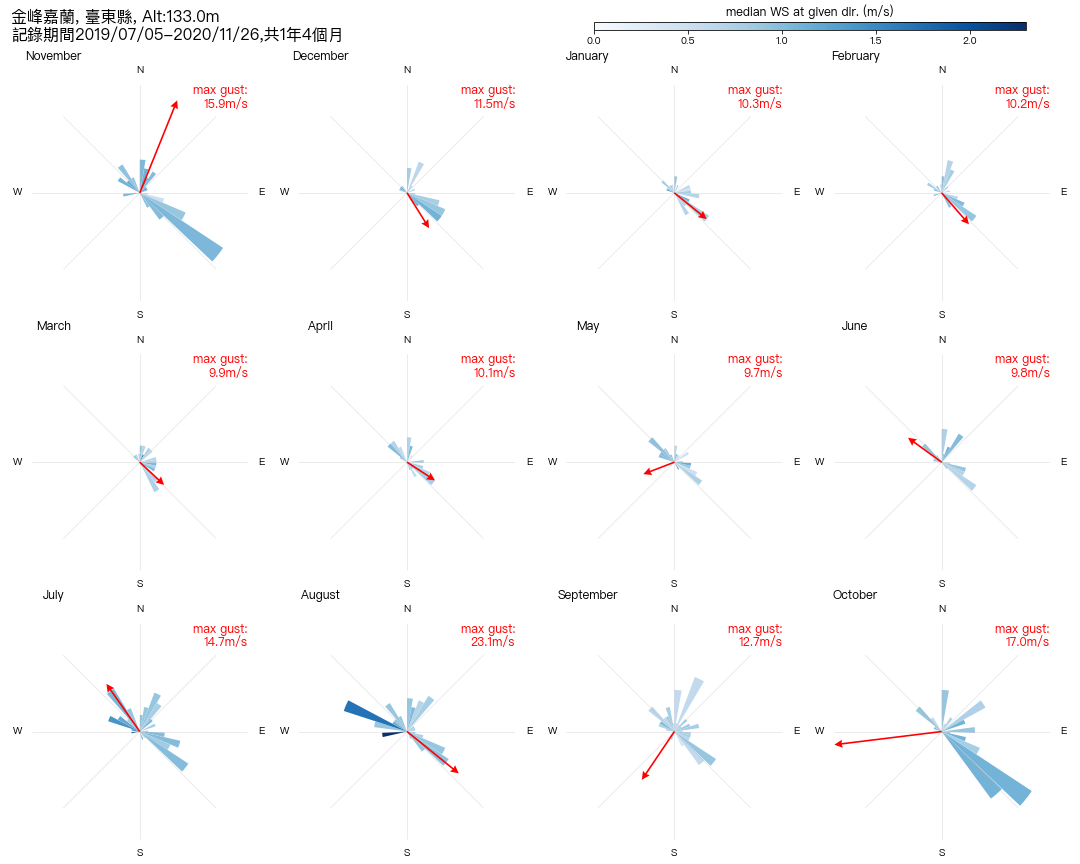 金峰嘉蘭, 臺東縣, Alt:133.0m
記錄期間2019/07/05−2020/11/26,共1年4個月
median WS at given dir. (m/s)
0.0 0.5 1.0 1.5 2.0
November
N
max gust:
15.9m/s
W
E
S
December
N
max gust:
11.5m/s
W
E
S
January
N
max gust:
10.3m/s
W
E
S
February
N
max gust:
10.2m/s
W
E
S
March
N
max gust:
9.9m/s
W
E
S
April
N
max gust:
10.1m/s
W
E
S
May
N
max gust:
9.7m/s
W
E
S
June
N
max gust:
9.8m/s
W
E
S
July
N
max gust:
14.7m/s
W
E
S
August
N
max gust:
23.1m/s
W
E
S
September
N
max gust:
12.7m/s
W
E
S
October
N
max gust:
17.0m/s
W
E
S